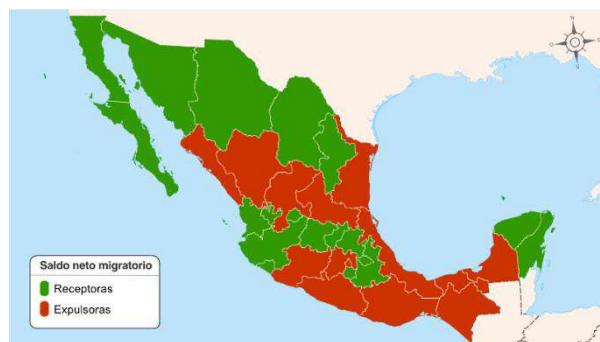 N
O
E
S
Saldo neto migratorio
Receptoras
Expulsoras